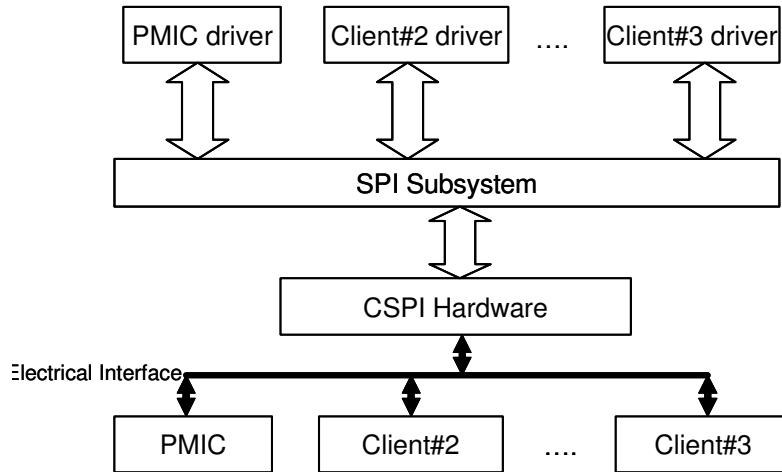 PMIC driver
Client#2 driver
....
Client#3 driver
SPI Subsystem
CSPI Hardware
Electrical Interface
PMIC
Client#2
....
Client#3